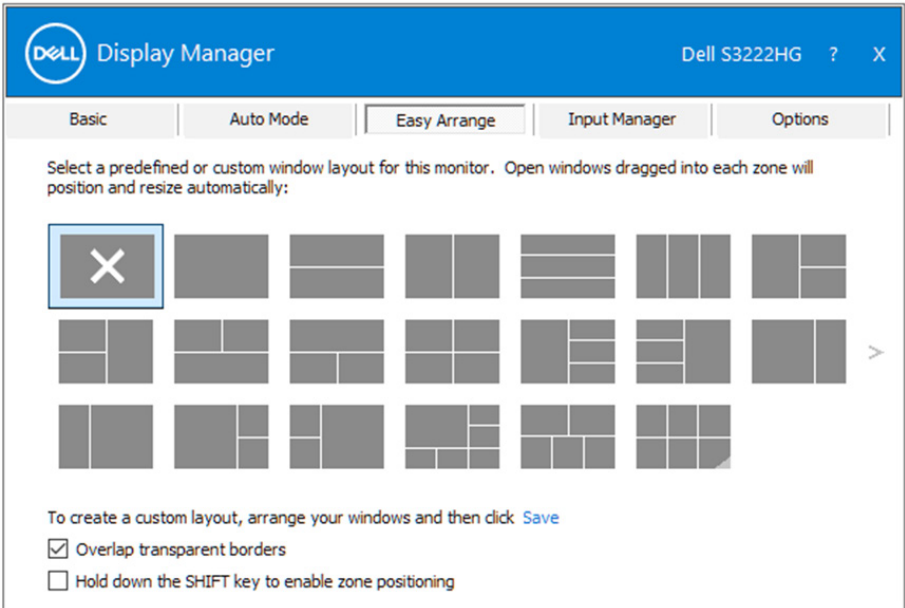 DELL Display Manager Dell S3222HG ? X
Basic Auto Mode Easy Arrange Input Manager Options
Select a predefined or custom window layout for this monitor. Open windows dragged into each zone will
position and resize automatically:
>
To create a custom layout, arrange your windows and then click Save
Overlap transparent borders
Hold down the SHIFT key to enable zone positioning